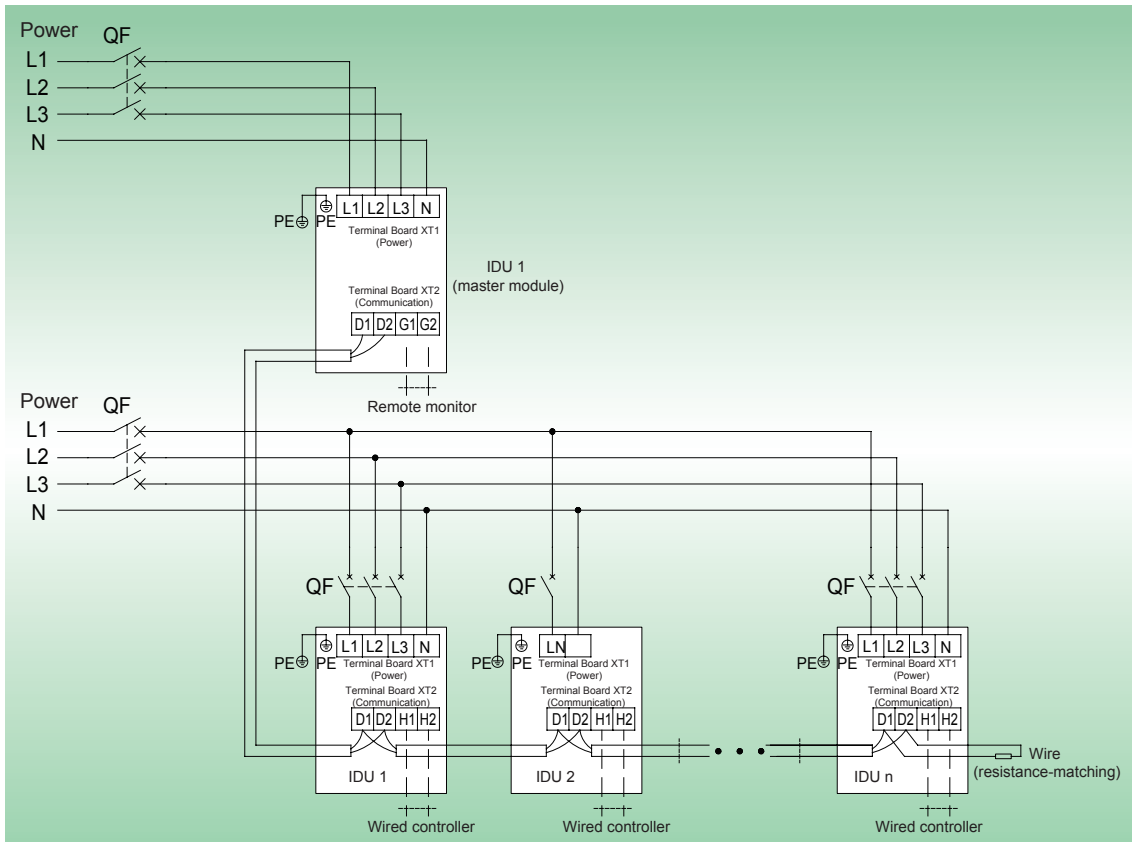 Power
QF
L1
L2
L3
N
PE PE L1 L2 L3 N
Terminal Board XT1
(Power)
IDU 1
(master module)
Terminal Board XT2
(Communication)
D1 D2 G1 G2
Remote monitor
Power
QF
L1
L2
L3
N
QF
QF
QF
PE PE L1 L2 L3 N
Terminal Board XT1
(Power)
Terminal Board XT2
(Communication)
D1 D2 H1 H2
IDU 1
Wired controller
PE PE LN
Terminal Board XT1
(Power)
Terminal Board XT2
(Communication)
D1 D2 H1 H2
IDU 2
Wired controller
PE PE L1 L2 L3 N
Terminal Board XT1
(Power)
Terminal Board XT2
(Communication)
D1 D2 H1 H2
IDU n
Wired controller
Wire
(resistance-matching)